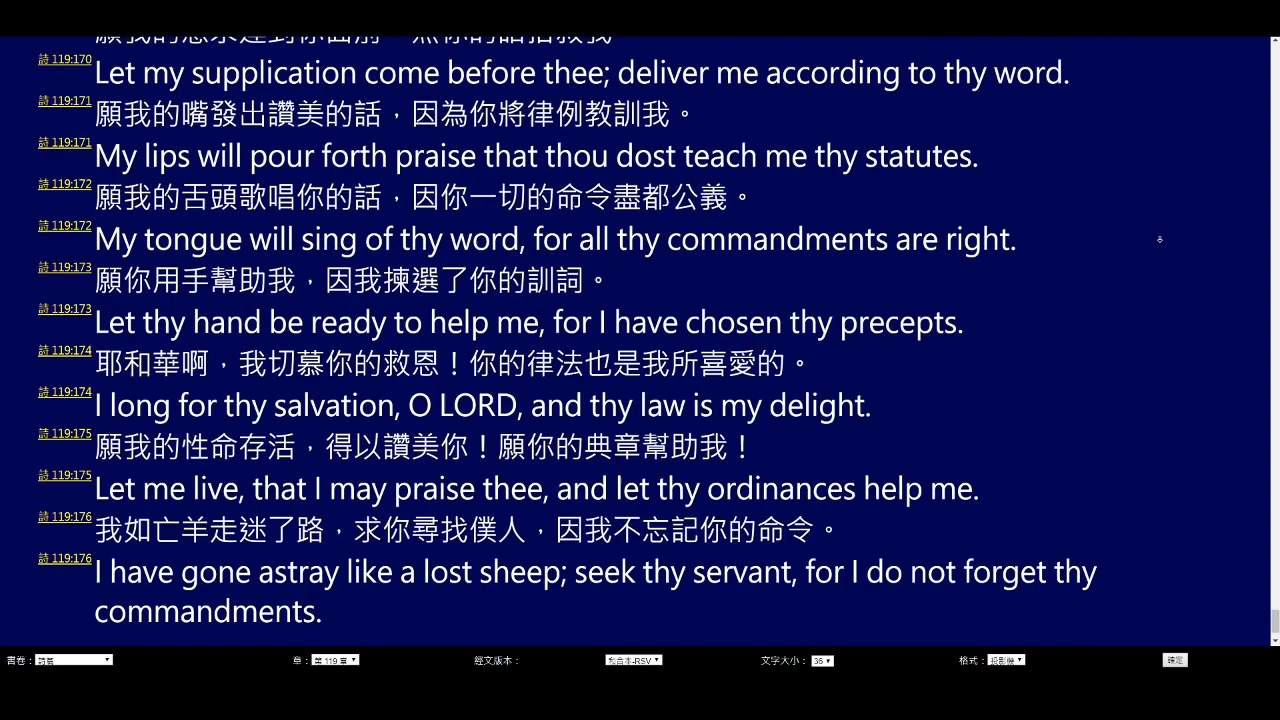 詩 119:170 Let my supplication come before thee; deliver me according to thy word.
詩 119:171 願我的嘴發出讚美的話，因為你將律例教訓我。
詩 119:171 My lips will pour forth praise that thou dost teach me thy statutes.
詩 119:172 願我的舌頭歌唱你的話，因你一切的命令盡都公義。
詩 119:172 My tongue will sing of thy word, for all thy commandments are right.
詩 119:173 願你用手幫助我，因我揀選了你的訓詞。
詩 119:173 Let thy hand be ready to help me, for I have chosen thy precepts.
詩 119:174 耶和華啊，我切慕你的救恩！你的律法也是我所喜愛的。
詩 119:174 I long for thy salvation, O LORD, and thy law is my delight.
詩 119:175 願我的性命存活，得以讚美你！願你的典章幫助我！
詩 119:175 Let me live, that I may praise thee, and let thy ordinances help me.
詩 119:176 我如亡羊走迷了路，求你尋找僕人，因我不忘記你的命令。
詩 119:176 I have gone astray like a lost sheep; seek thy servant, for I do not forget thy
commandments.
書卷： 詩篇 章： 第 119 章 經文版本： 和合本-RSV 文字大小： 36 格式： 投影機 確定